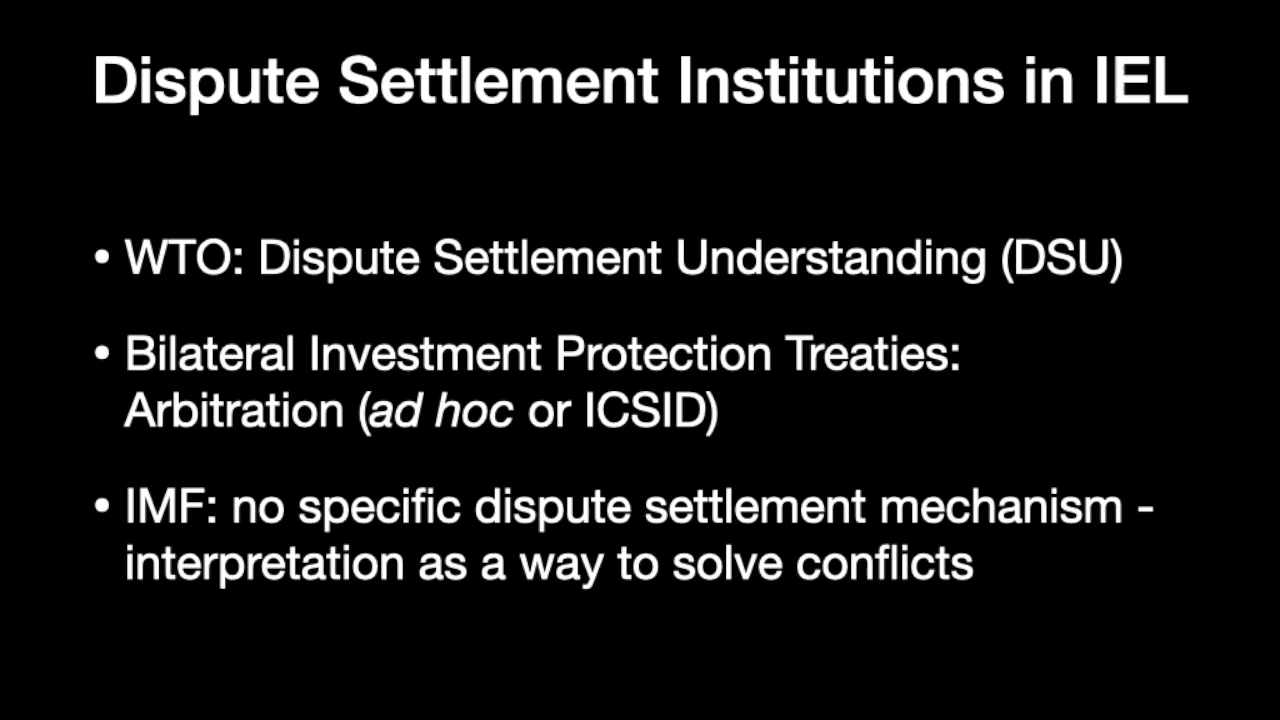 Dispute Settlement Institutions in IEL
• WTO: Dispute Settlement Understanding (DSU)
• Bilateral Investment Protection Treaties:
Arbitration (ad hoc or ICSID)
• IMF: no specific dispute settlement mechanism -
interpretation as a way to solve conflicts